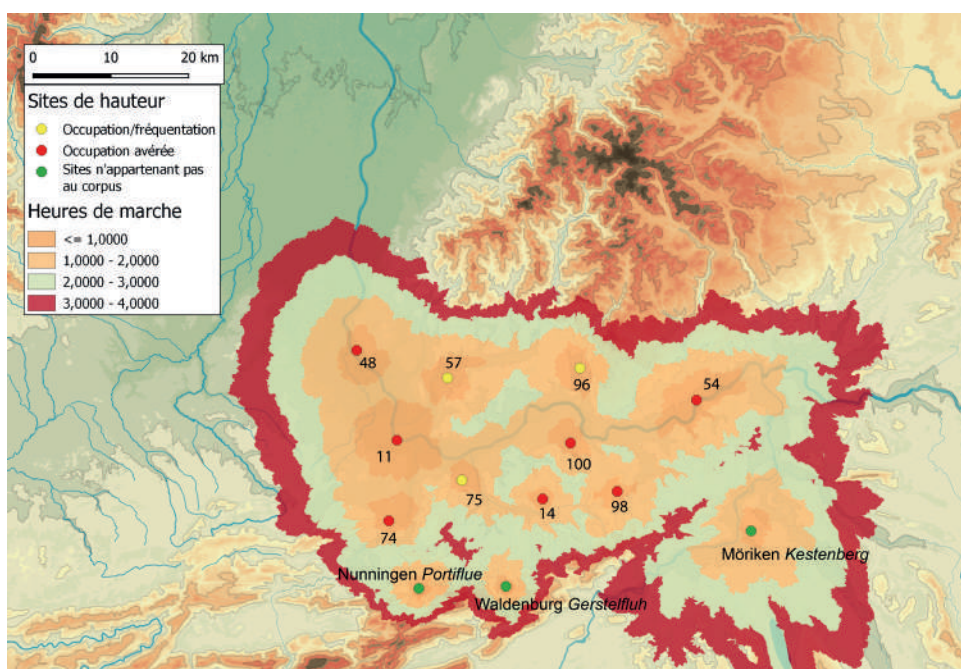 0 10 20 km
Sites de hauteur
Occupation/fréquentation
Occupation avérée
Sites n'appartenant pas
au corpus
Heures de marche
<= 1,0000
1,0000 - 2,0000
2,0000 - 3,0000
3,0000 - 4,0000
48
57
96
54
11
100
75
14
98
74
Möriken Kestenberg
Nunningen Portiflue
Waldenburg Gerstelfluh